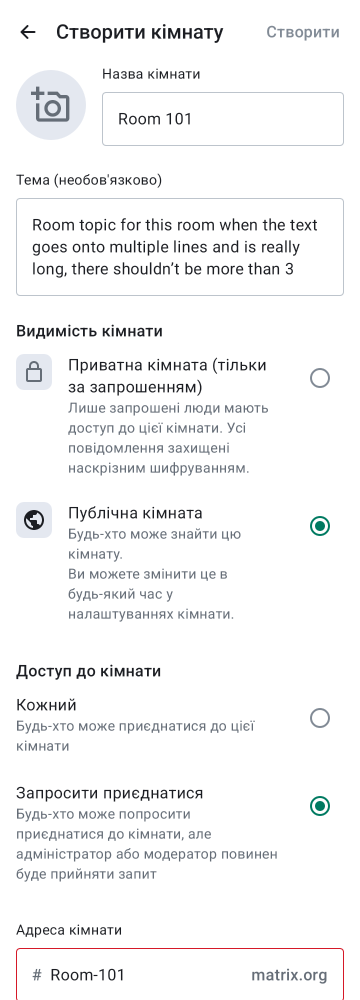 Створити кімнату
Створити
Назва кімнати
Room 101
Тема (необов'язково)
Room topic for this room when the text
goes onto multiple lines and is really
long, there shouldn’t be more than 3
Видимість кімнати
Приватна кімната (тільки
за запрошенням)
Лише запрошені люди мають
доступ до цієї кімнати. Усі
повідомлення захищені
наскрізним шифруванням.
Публічна кімната
Будь-хто може знайти цю
кімнату.
Ви можете змінити це в
будь-який час у
налаштуваннях кімнати.
Доступ до кімнати
Кожний
Будь-хто може приєднатися до цієї
кімнати
Запросити приєднатися
Будь-хто може попросити
приєднатися до кімнати, але
адміністратор або модератор повинен
буде прийняти запит
Адреса кімнати
# Room-101 matrix.org